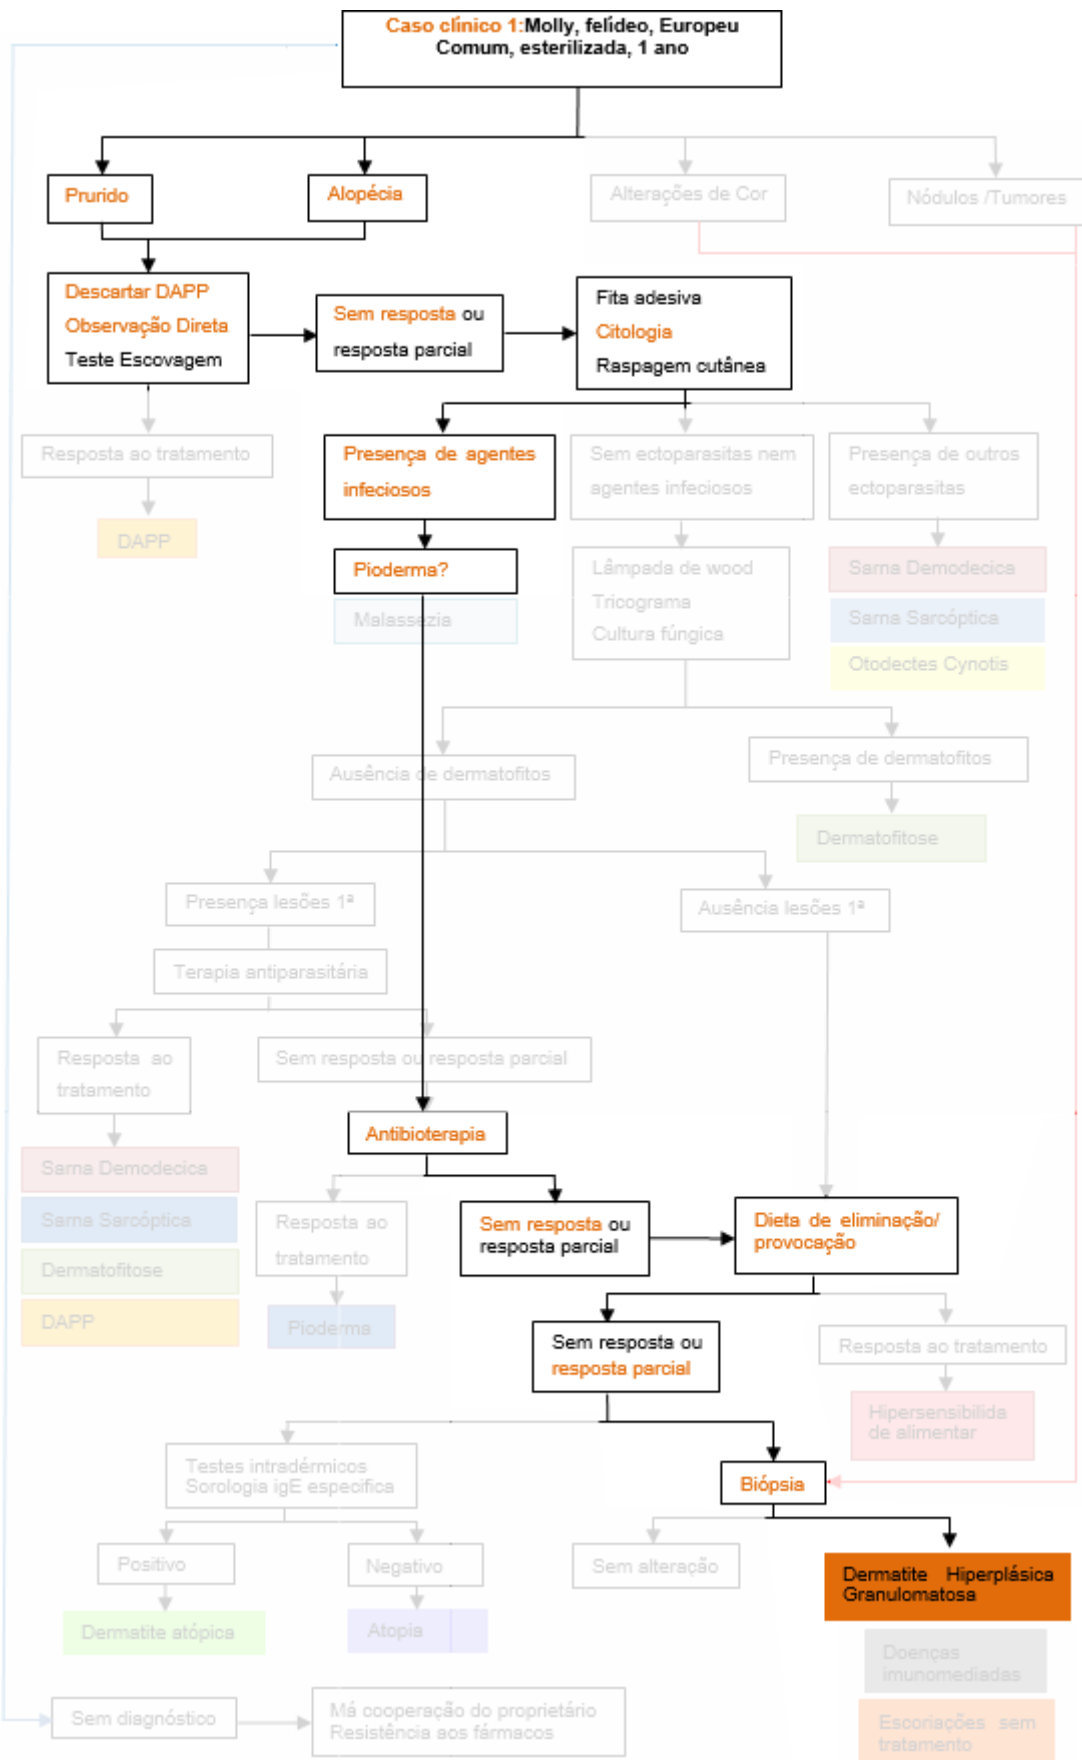 Caso clínico 1:Molly, felídeo, Europeu
Comum, esterilizada, 1 ano
Prurido
Alopécia
Alterações de Cor
Nódulos /Tumores
Descartar DAPP
Observação Direta
Teste Escovagem
Sem resposta ou
resposta parcial
Fita adesiva
Citologia
Raspagem cutânea
Resposta ao tratamento
DAPP
Presença de agentes
infeciosos
Sem ectoparasitas nem
agentes infeciosos
Presença de outros
ectoparasitas
Pioderma?
Malassezia
Lâmpada de wood
Tricograma
Cultura fúngica
Sarna Demodecica
Sarna Sarcóptica
Otodectes Cynotis
Ausência de dermatofitos
Presença de dermatofitos
Dermatofitose
Presença lesões 1ª
Ausência lesões 1ª
Terapia antiparasitária
Resposta ao
tratamento
Sem resposta ou resposta parcial
Antibioterapia
Sarna Demodecica
Sarna Sarcóptica
Dermatofitose
DAPP
Resposta ao
tratamento
Pioderma
Sem resposta ou
resposta parcial
Dieta de eliminação/
provocação
Sem resposta ou
resposta parcial
Resposta ao tratamento
Hipersensibilida
de alimentar
Testes intradérmicos
Sorologia igE especifica
Biópsia
Positivo
Negativo
Sem alteração
Dermatite Hiperplásica
Granulomatosa
Dermatite atópica
Atopia
Doenças
imunomediadas
Sem diagnóstico
Má cooperação do proprietário
Resistência aos fármacos
Escoriações sem
tratamento